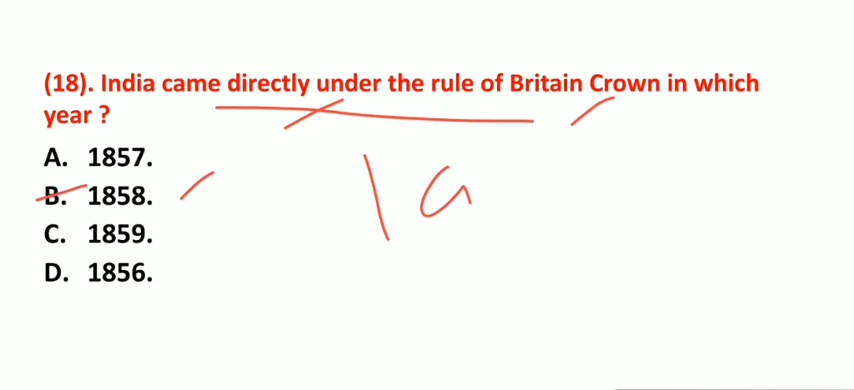 (18). India came directly under the rule of Britain Crown in which
year ?
A. 1857.
B. 1858.
C. 1859.
D. 1856.